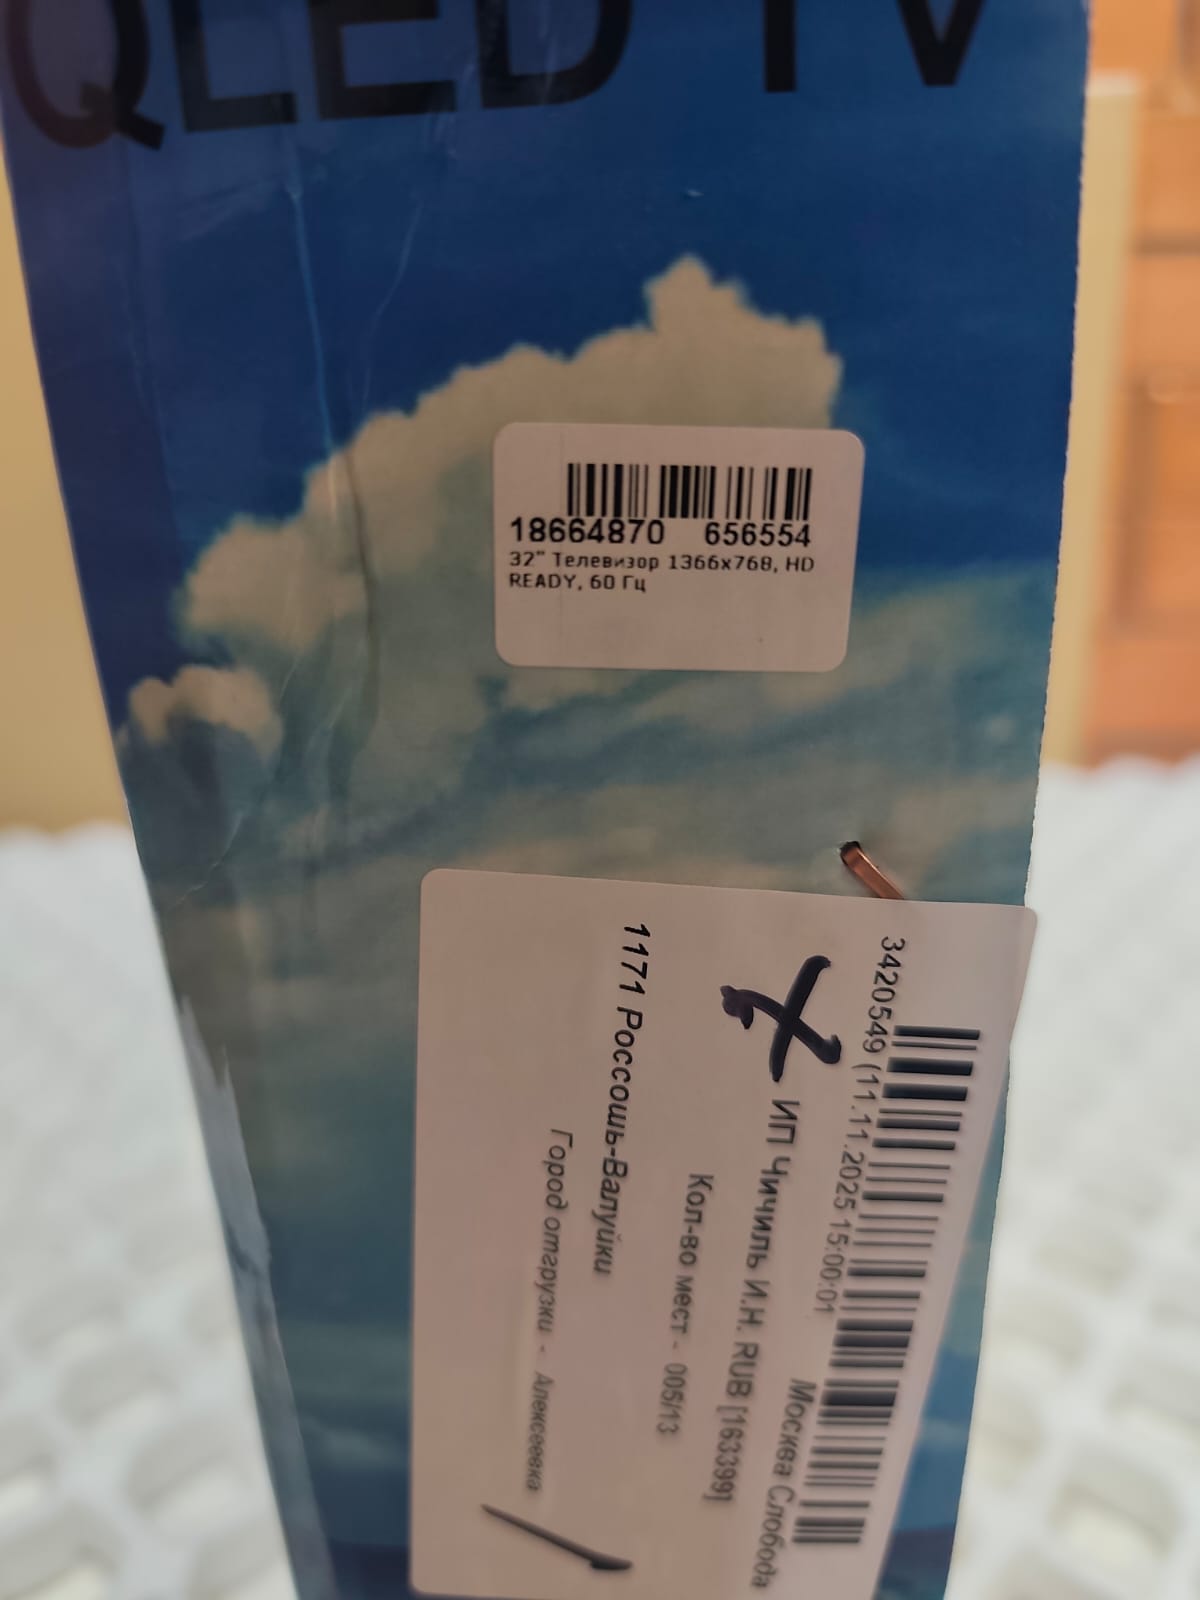 QLED TV
18664870 656554
32" Телевизор 1366x768, HD
READY, 60 Гц
3420549 (11.11.2025 15:00:01
Москва Слобода
ИП Чичиль И.Н. RUB [163399]
Кол-во мест - 005/13
1171 Россошь-Валуйки
Город отгрузки - Алексеевка